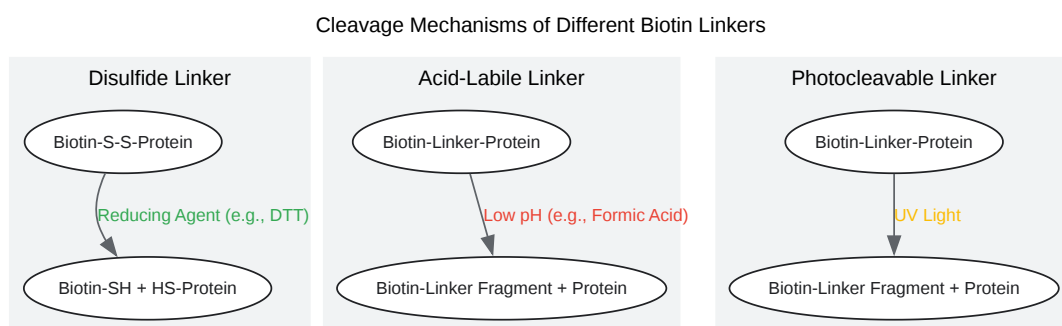 Cleavage Mechanisms of Different Biotin Linkers
Disulfide Linker
Biotin-S-S-Protein
Reducing Agent (e.g., DTT)
Biotin-SH + HS-Protein
Acid-Labile Linker
Biotin-Linker-Protein
Low pH (e.g., Formic Acid)
Biotin-Linker Fragment + Protein
Photocleavable Linker
Biotin-Linker-Protein
UV Light
Biotin-Linker Fragment + Protein